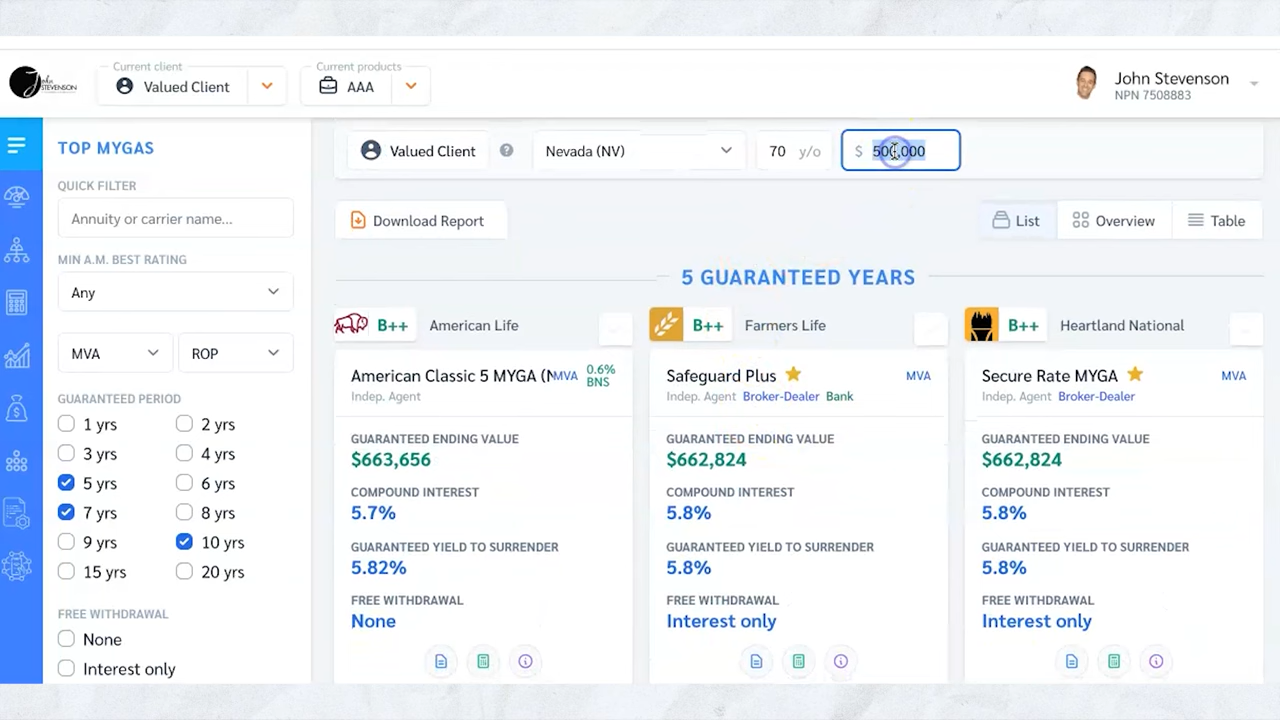 Current client
Valued Client
Current products
AAA
John Stevenson
NPN 7508883
TOP MYGAS
QUICK FILTER
Annuity or carrier name...
MIN A.M. BEST RATING
Any
MVA
ROP
GUARANTEED PERIOD
1 yrs
2 yrs
3 yrs
4 yrs
5 yrs
6 yrs
7 yrs
8 yrs
9 yrs
10 yrs
15 yrs
20 yrs
FREE WITHDRAWAL
None
Interest only
Valued Client
?
Nevada (NV)
70 y/o
$ 500,000
Download Report
List
Overview
Table
5 GUARANTEED YEARS
B++ American Life
American Classic 5 MYGA (N
MVA
0.6%
BNS
Indep. Agent
GUARANTEED ENDING VALUE
$663,656
COMPOUND INTEREST
5.7%
GUARANTEED YIELD TO SURRENDER
5.82%
FREE WITHDRAWAL
None
B++ Farmers Life
Safeguard Plus
MVA
Indep. Agent Broker-Dealer Bank
GUARANTEED ENDING VALUE
$662,824
COMPOUND INTEREST
5.8%
GUARANTEED YIELD TO SURRENDER
5.8%
FREE WITHDRAWAL
Interest only
B++ Heartland National
Secure Rate MYGA
MVA
Indep. Agent Broker-Dealer
GUARANTEED ENDING VALUE
$662,824
COMPOUND INTEREST
5.8%
GUARANTEED YIELD TO SURRENDER
5.8%
FREE WITHDRAWAL
Interest only